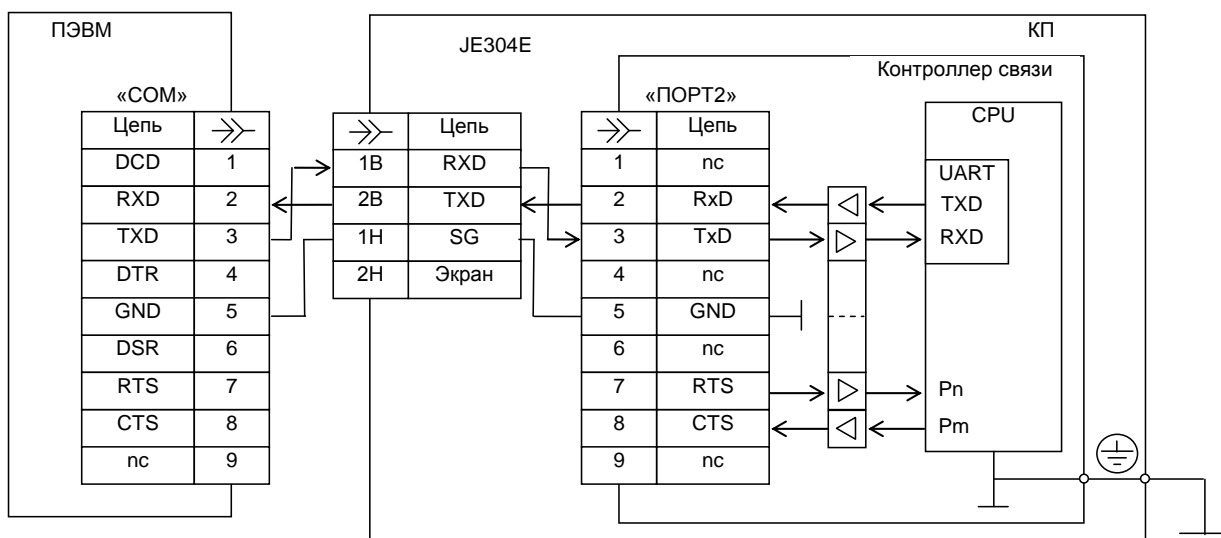 ПЭВМ
КП
JE304E
Контроллер связи
«COM»
«ПОРТ2»
CPU
Цепь
DCD 1
RXD 2
TXD 3
DTR 4
GND 5
DSR 6
RTS 7
CTS 8
nc 9
Цепь
1В RXD
2В TXD
1Н SG
2Н Экран
Цепь
1 nc
2 RxD
3 TxD
4 nc
5 GND
6 nc
7 RTS
8 CTS
9 nc
UART
TXD
RXD
Pn
Pm